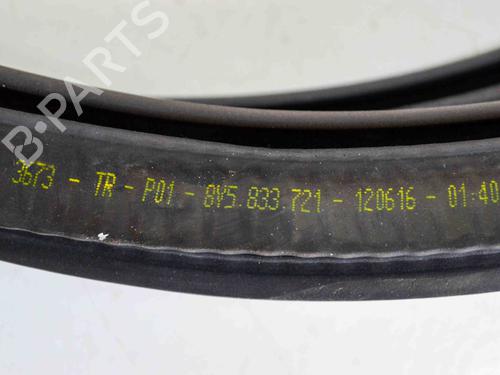 B-PARTS
3673 - TR - P01 - 8V5.833.721 - 120616 - 01:40